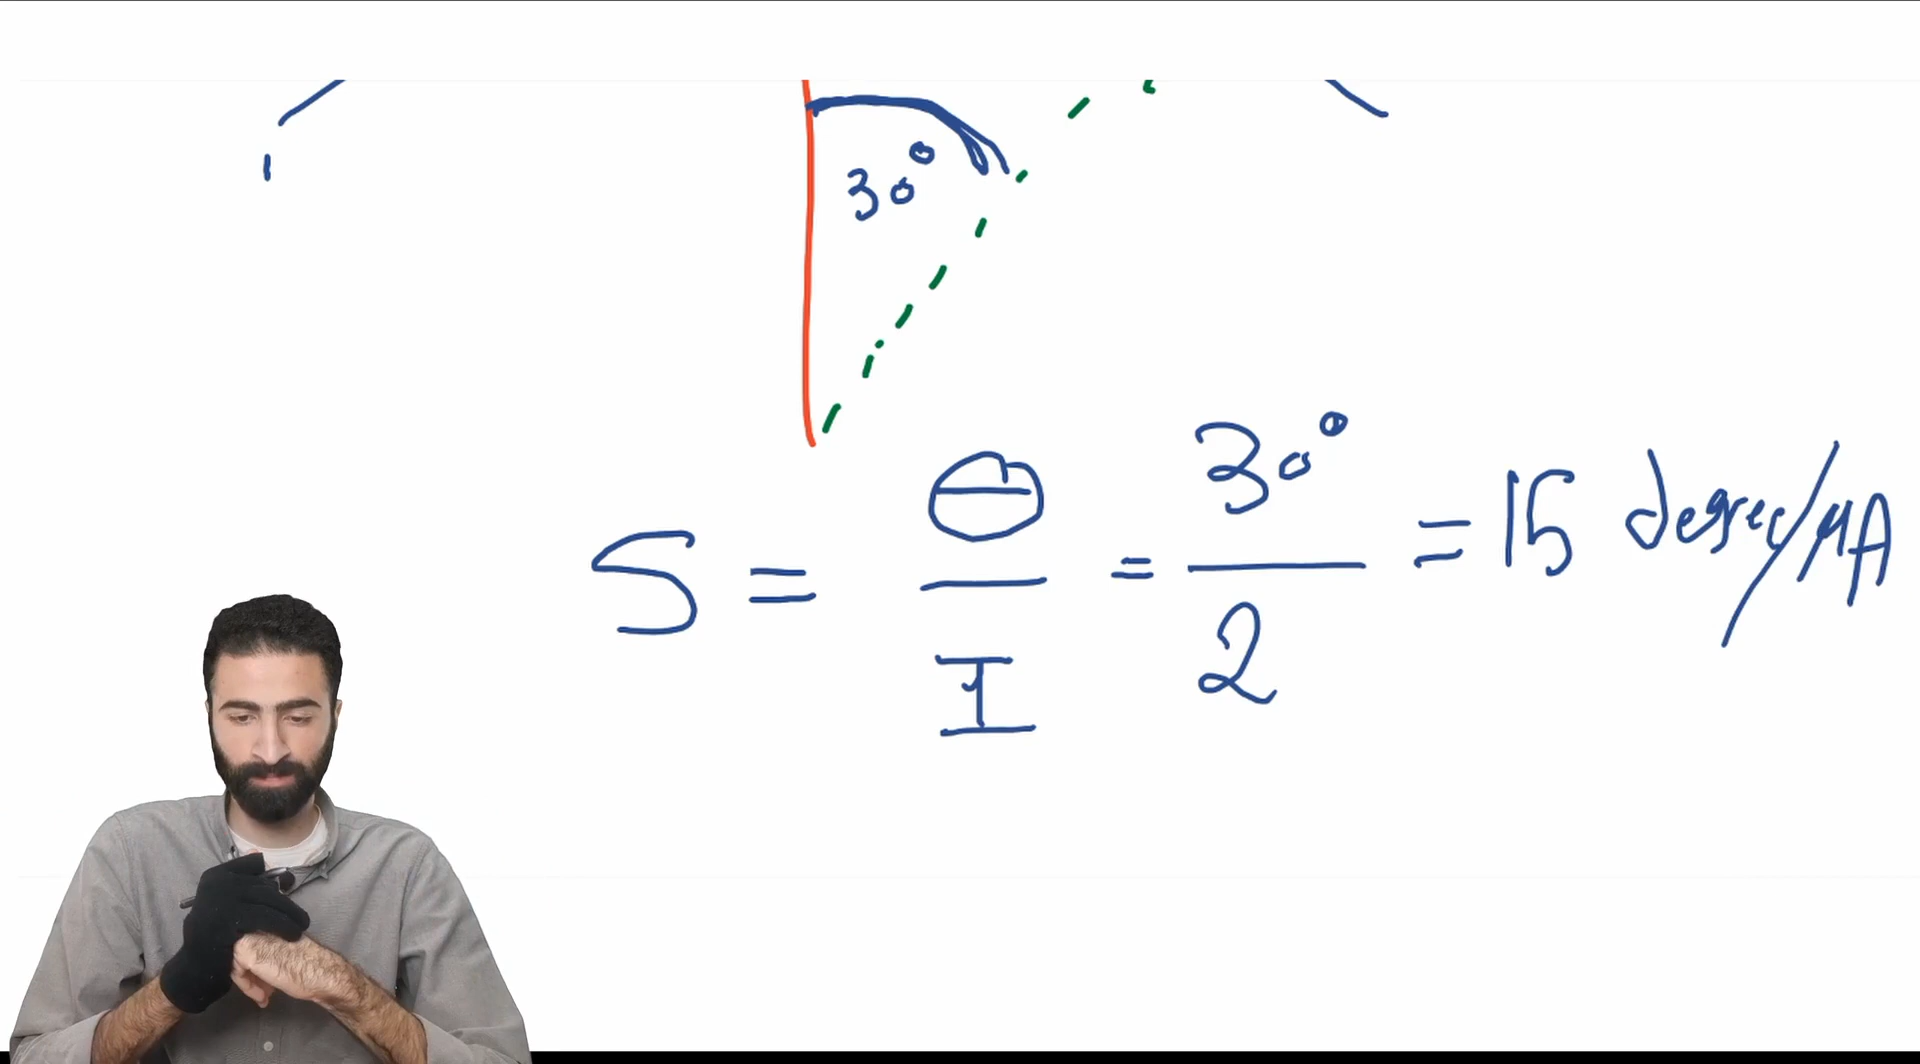 30°
S = θ/I = 30°/2 = 15 degree/μA